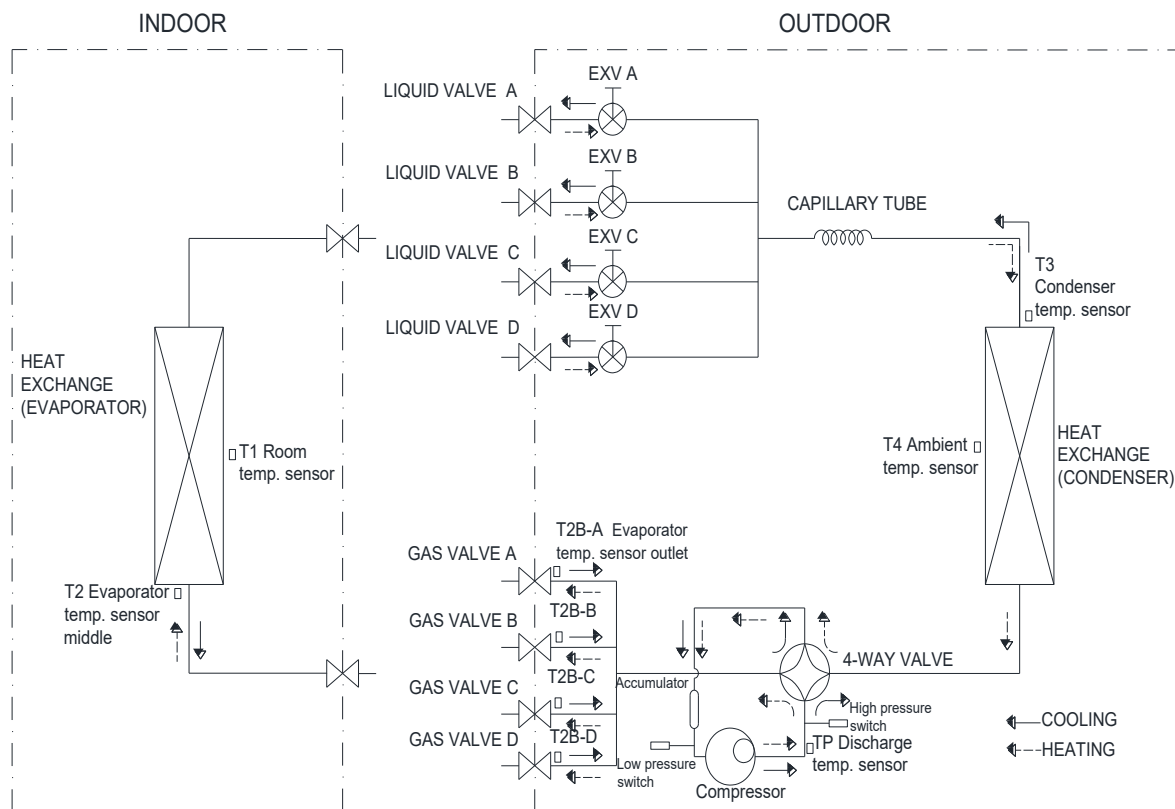 INDOOR
OUTDOOR
LIQUID VALVE A
EXV A
LIQUID VALVE B
EXV B
LIQUID VALVE C
EXV C
LIQUID VALVE D
EXV D
CAPILLARY TUBE
T3
Condenser
temp. sensor
HEAT
EXCHANGE
(EVAPORATOR)
T1 Room
temp. sensor
T4 Ambient
temp. sensor
HEAT
EXCHANGE
(CONDENSER)
T2 Evaporator
temp. sensor
middle
GAS VALVE A
T2B-A Evaporator
temp. sensor outlet
GAS VALVE B
T2B-B
GAS VALVE C
T2B-C
GAS VALVE D
T2B-D
Accumulator
4-WAY VALVE
High pressure
switch
Low pressure
switch
TP Discharge
temp. sensor
Compressor
COOLING
HEATING